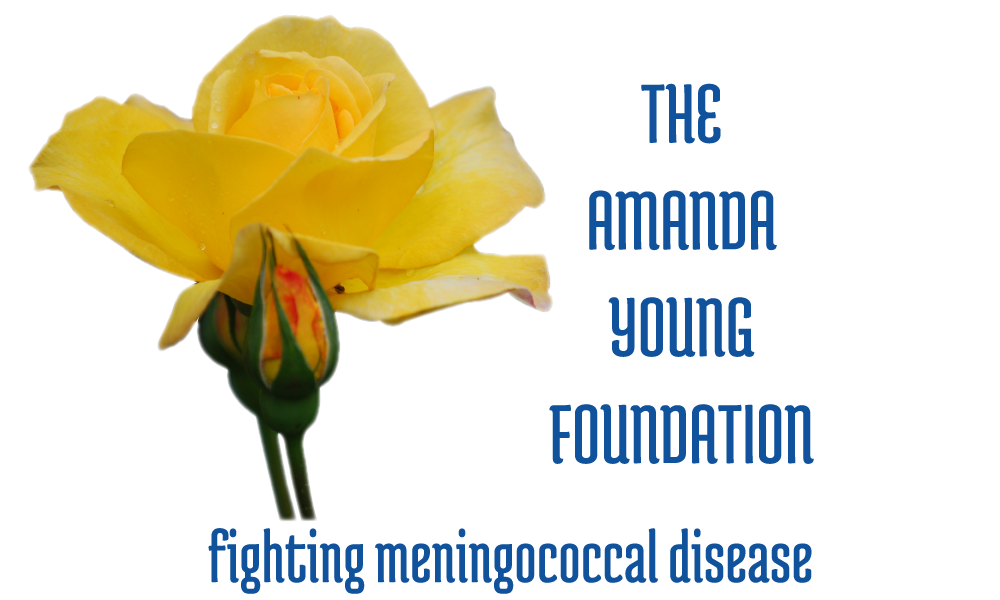 THE
AMANDA
YOUNG
FOUNDATION
fighting meningococcal disease